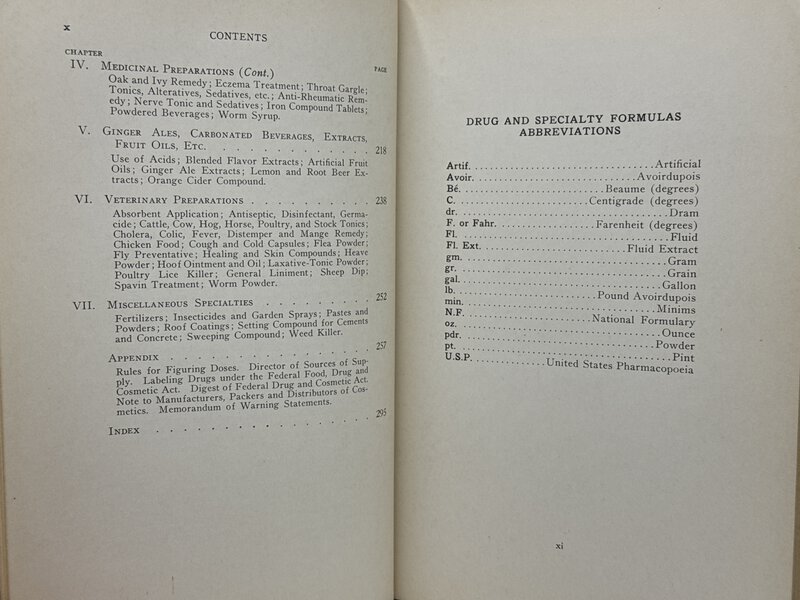 x
CONTENTS
CHAPTER
PAGE
IV. MEDICINAL PREPARATIONS (Cont.)
Oak and Ivy Remedy; Eczema Treatment; Throat Gargle;
Tonics, Alteratives, Sedatives, etc.; Anti-Rheumatic Rem-
edy; Nerve Tonic and Sedatives; Iron Compound Tablets;
Powdered Beverages; Worm Syrup.
V. GINGER ALES, CARBONATED BEVERAGES, EXTRACTS,
FRUIT OILS, ETC. . . . . . . . . . . . 218
Use of Acids; Blended Flavor Extracts; Artificial Fruit
Oils; Ginger Ale Extracts; Lemon and Root Beer Ex-
tracts; Orange Cider Compound.
VI. VETERINARY PREPARATIONS . . . . . . . . . 238
Absorbent Application; Antiseptic, Disinfectant, Germa-
cide; Cattle, Cow, Hog, Horse, Poultry, and Stock Tonics;
Cholera, Colic, Fever, Distemper and Mange Remedy;
Chicken Food; Cough and Cold Capsules; Flea Powder;
Fly Preventative; Healing and Skin Compounds; Heave
Powder; Hoof Ointment and Oil; Laxative-Tonic Powder;
Poultry Lice Killer; General Liniment; Sheep Dip;
Spavin Treatment; Worm Powder.
VII. MISCELLANEOUS SPECIALTIES . . . . . . . . 252
Fertilizers; Insecticides and Garden Sprays; Pastes and
Powders; Roof Coatings; Setting Compound for Cements
and Concrete; Sweeping Compound; Weed Killer.
APPENDIX . . . . . . . . . . . . . . 257
Rules for Figuring Doses. Director of Sources of Sup-
ply. Labeling Drugs under the Federal Food, Drug and
Cosmetic Act. Digest of Federal Drug and Cosmetic Act.
Note to Manufacturers, Packers and Distributors of Cos-
metics. Memorandum of Warning Statements.
INDEX . . . . . . . . . . . . . . . 295
DRUG AND SPECIALTY FORMULAS
ABBREVIATIONS
Artif. . . . . . . . . . Artificial
Avoir. . . . . . . . . . Avoirdupois
Bé. . . . . . . . . . Beaume (degrees)
C. . . . . . . . . . Centigrade (degrees)
dr. . . . . . . . . . Dram
F. or Fahr. . . . . . . . . . Farenheit (degrees)
Fl. . . . . . . . . . Fluid
Fl. Ext. . . . . . . . . . Fluid Extract
gm. . . . . . . . . . Gram
gr. . . . . . . . . . Grain
gal. . . . . . . . . . Gallon
lb. . . . . . . . . . Pound Avoirdupois
min. . . . . . . . . . Minims
N.F. . . . . . . . . . National Formulary
oz. . . . . . . . . . Ounce
pdr. . . . . . . . . . Powder
pt. . . . . . . . . . Pint
U.S.P. . . . . . . . . . United States Pharmacopoeia
xi